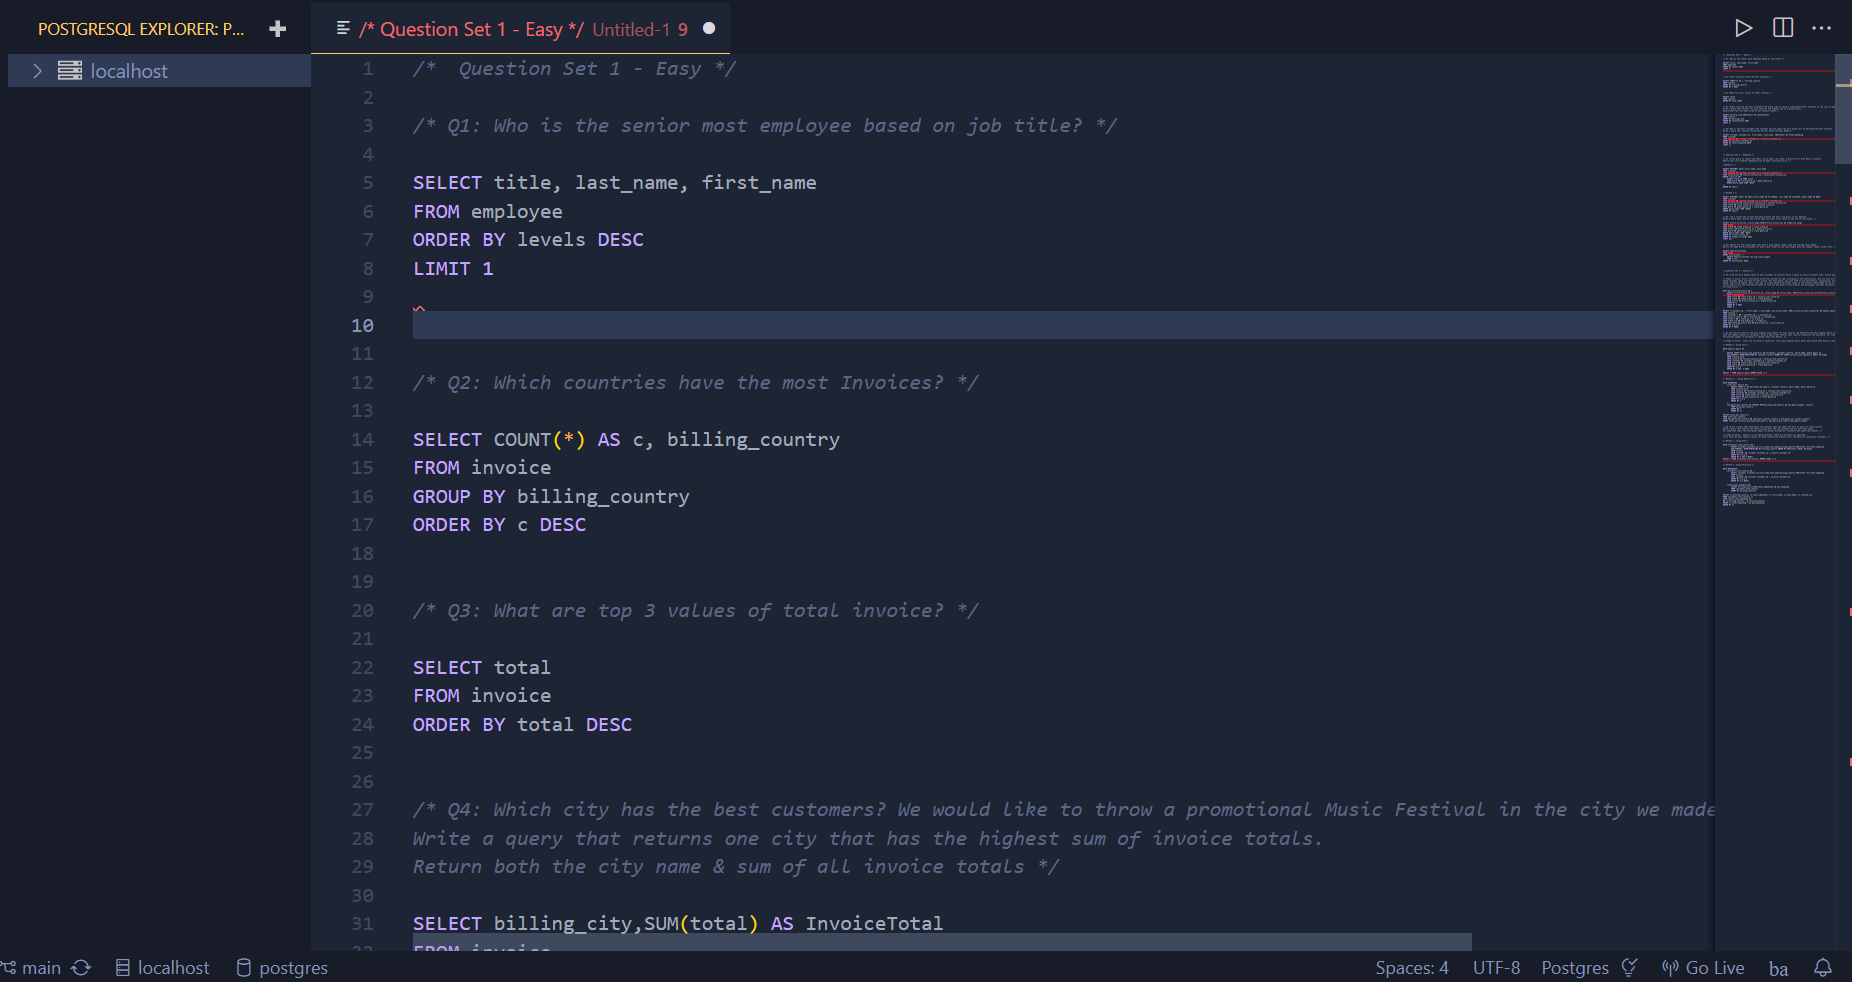 POSTGRESQL EXPLORER: P...
/* Question Set 1 - Easy */ Untitled-1 9
localhost
1 /*  Question Set 1 - Easy */
2
3 /* Q1: Who is the senior most employee based on job title? */
4
5 SELECT title, last_name, first_name
6 FROM employee
7 ORDER BY levels DESC
8 LIMIT 1
9
10
11
12 /* Q2: Which countries have the most Invoices? */
13
14 SELECT COUNT(*) AS c, billing_country
15 FROM invoice
16 GROUP BY billing_country
17 ORDER BY c DESC
18
19
20 /* Q3: What are top 3 values of total invoice? */
21
22 SELECT total
23 FROM invoice
24 ORDER BY total DESC
25
26
27 /* Q4: Which city has the best customers? We would like to throw a promotional Music Festival in the city we made
28 Write a query that returns one city that has the highest sum of invoice totals.
29 Return both the city name & sum of all invoice totals */
30
31 SELECT billing_city,SUM(total) AS InvoiceTotal
32 FROM invoice
main localhost postgres Spaces: 4 UTF-8 Postgres Go Live ba